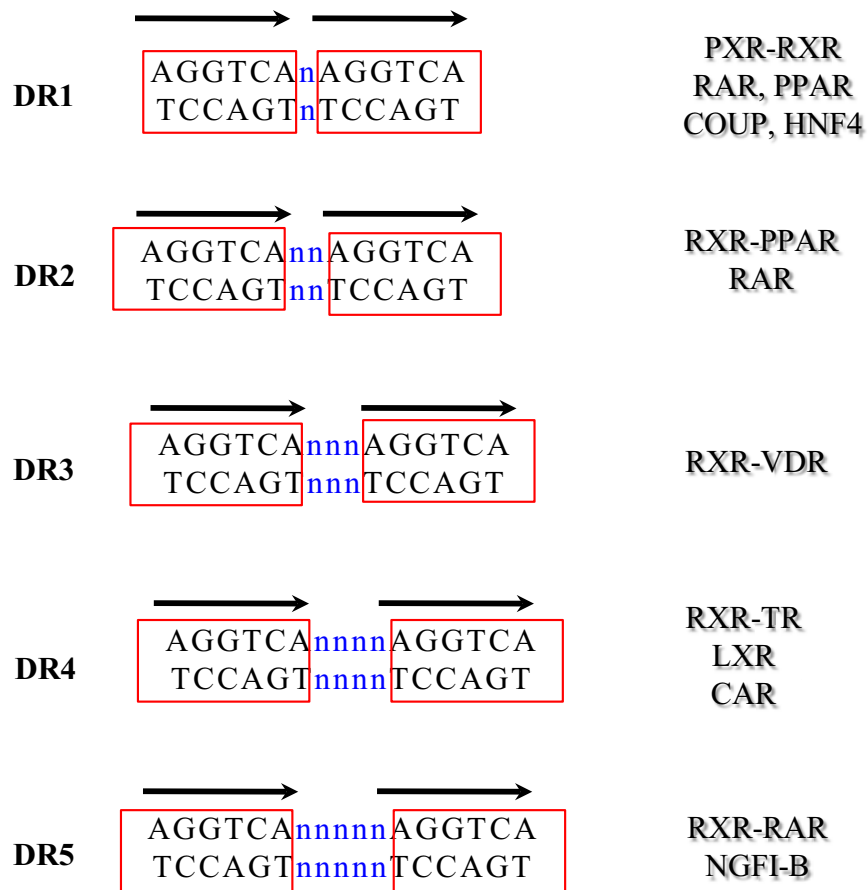 DR1
AGGTCAnAGGTCA
TCCAGTnTCCAGT
PXR-RXR
RAR, PPAR
COUP, HNF4
DR2
AGGTCAnnAGGTCA
TCCAGTnnTCCAGT
RXR-PPAR
RAR
DR3
AGGTCAnnnAGGTCA
TCCAGTnnnTCCAGT
RXR-VDR
DR4
AGGTCAnnnnAGGTCA
TCCAGTnnnnTCCAGT
RXR-TR
LXR
CAR
DR5
AGGTCAnnnnnAGGTCA
TCCAGTnnnnnTCCAGT
RXR-RAR
NGFI-B